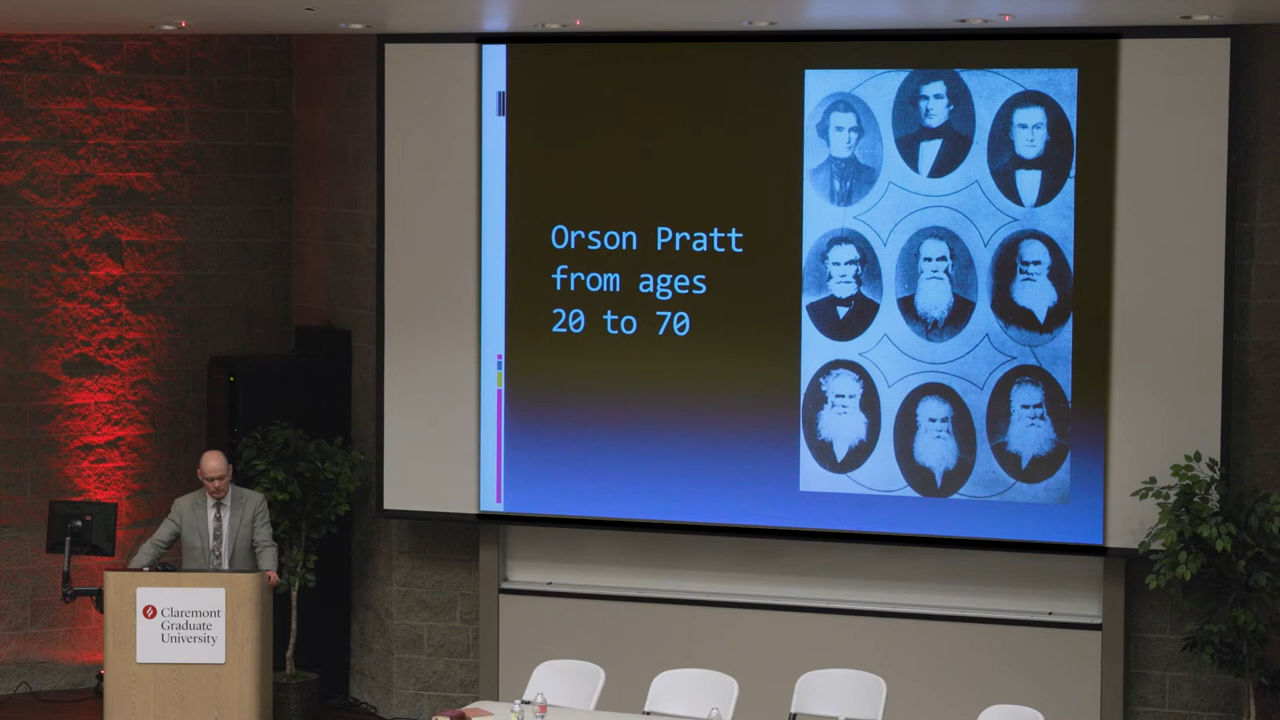 Orson Pratt
from ages
20 to 70
Claremont
Graduate
University